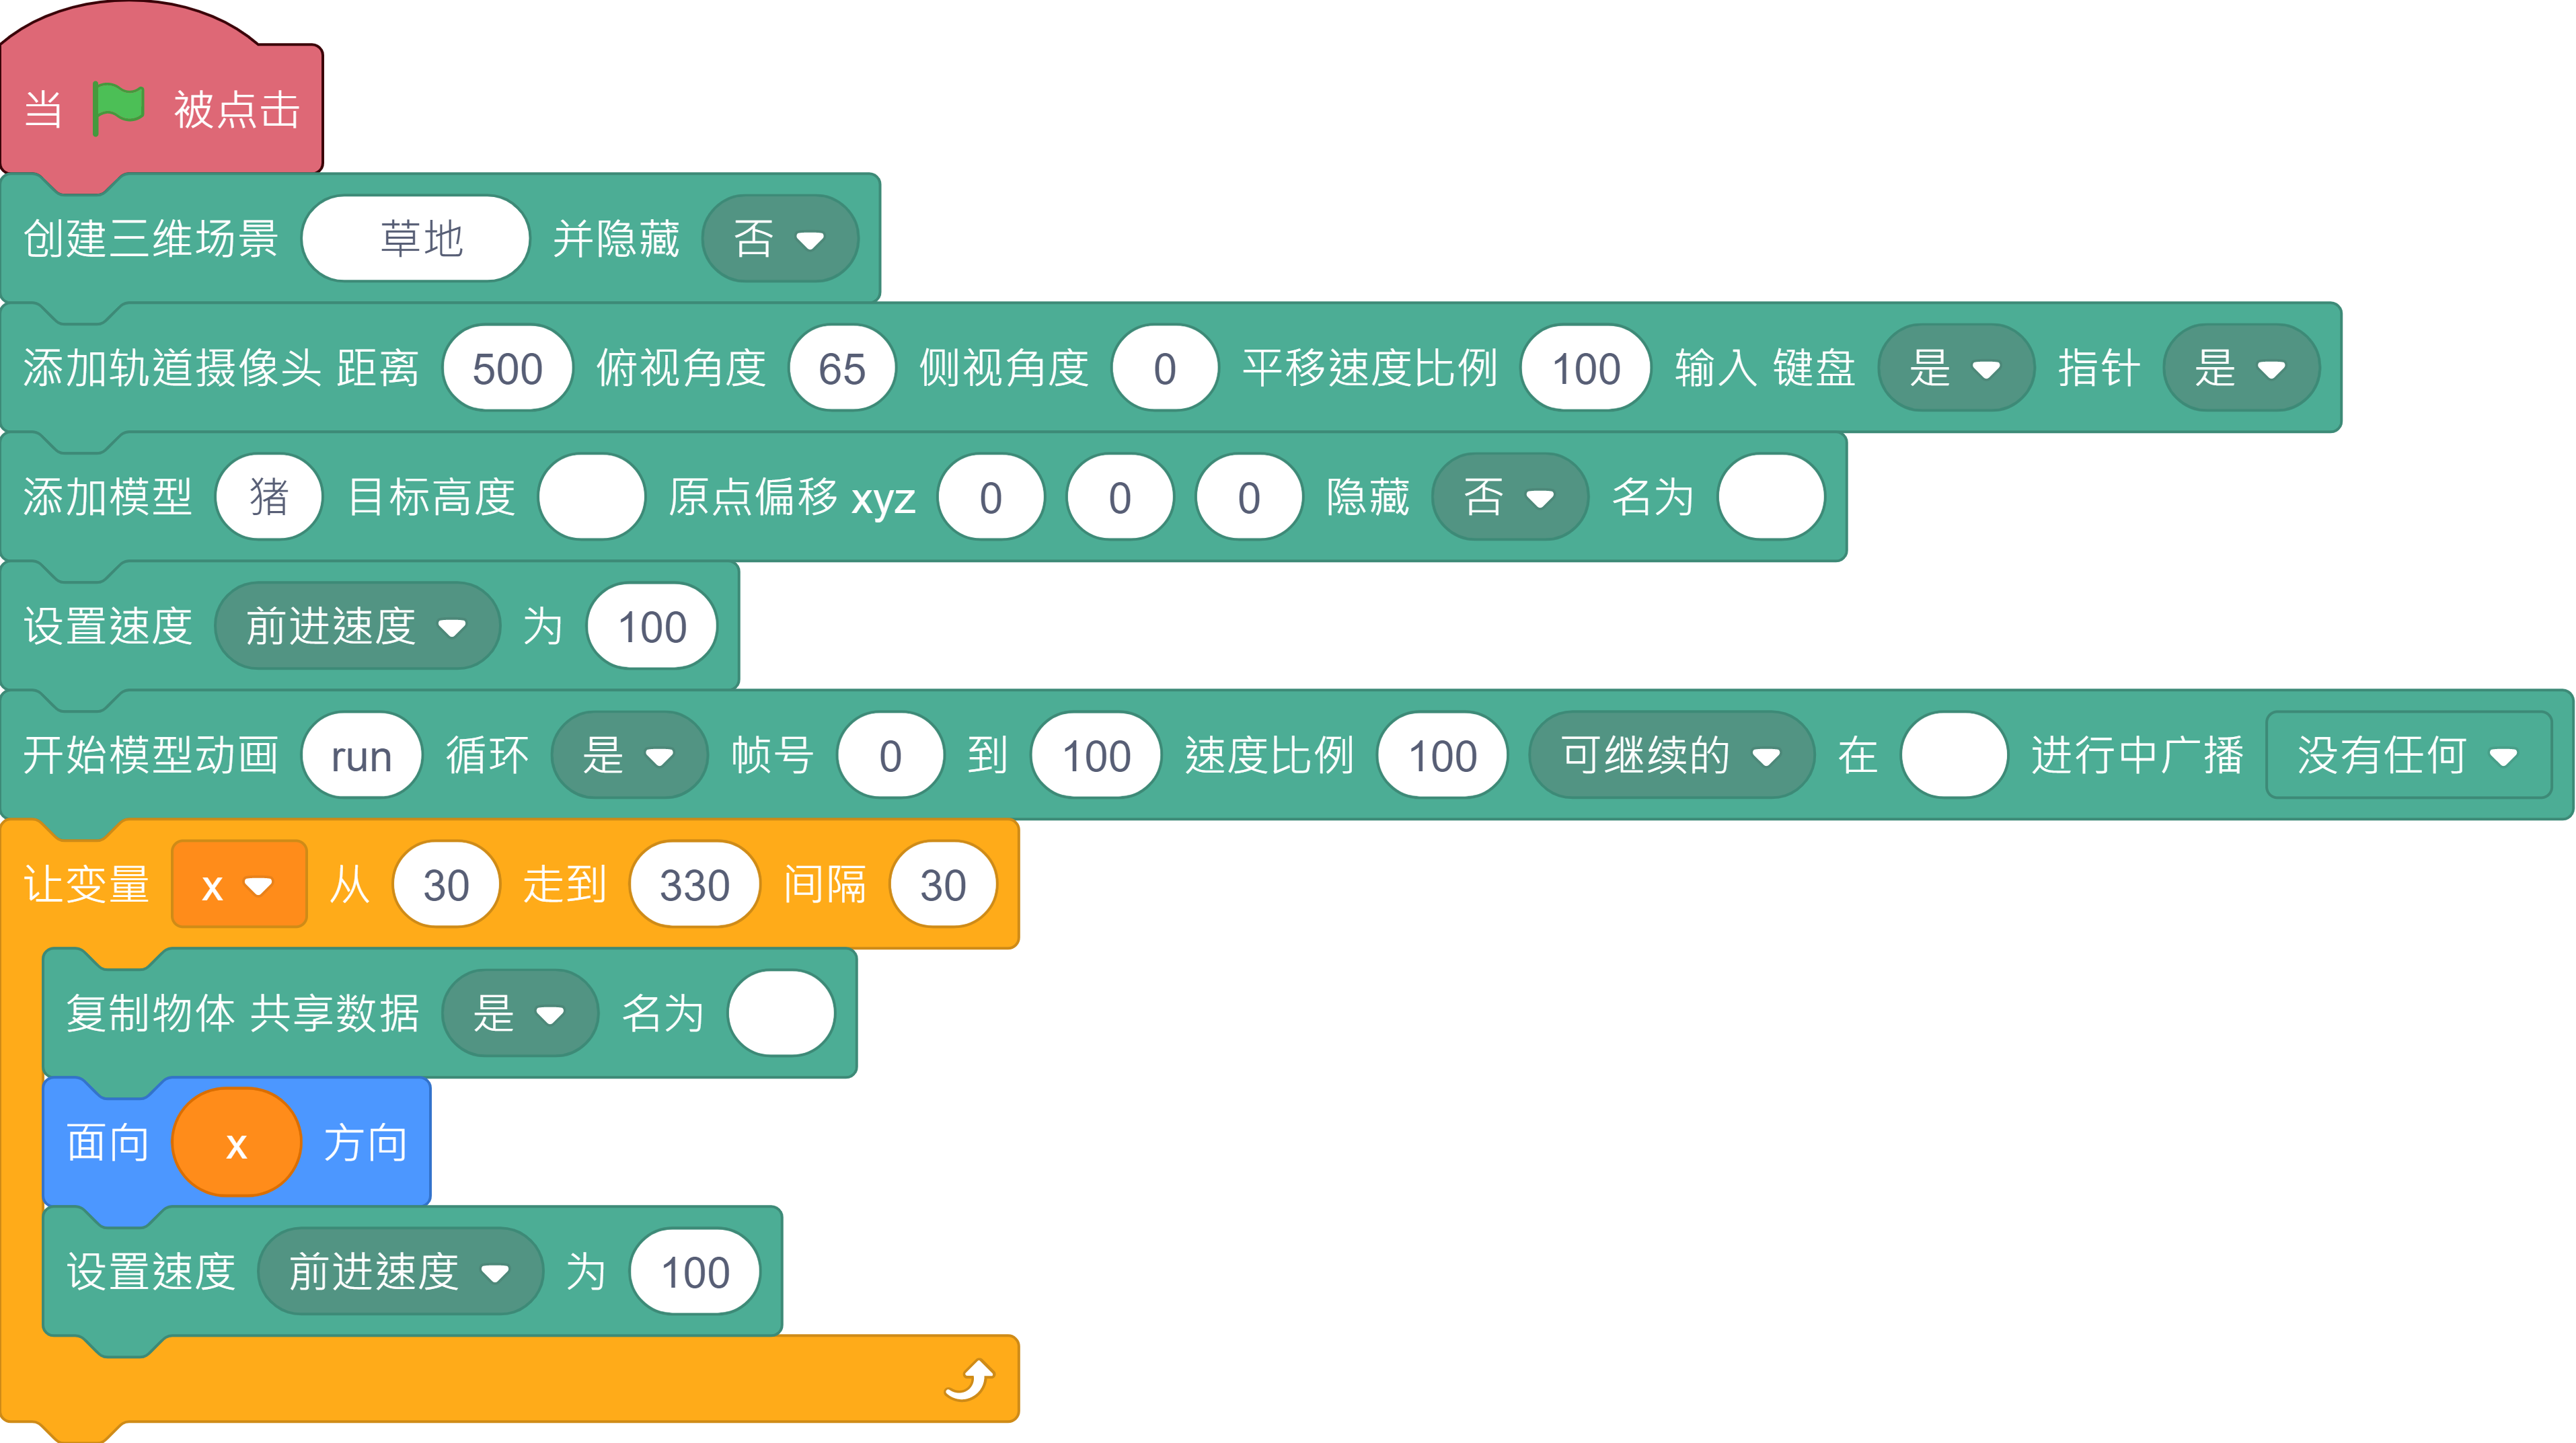 当 被点击
创建三维场景 草地 并隐藏 否
添加轨道摄像头 距离 500 俯视角度 65 侧视角度 0 平移速度比例 100 输入 键盘 是 指针 是
添加模型 猪 目标高度 原点偏移 xyz 0 0 0 隐藏 否 名为
设置速度 前进速度 为 100
开始模型动画 run 循环 是 帧号 0 到 100 速度比例 100 可继续的 在 进行中广播 没有任何
让变量 x 从 30 走到 330 间隔 30
复制物体 共享数据 是 名为
面向 x 方向
设置速度 前进速度 为 100